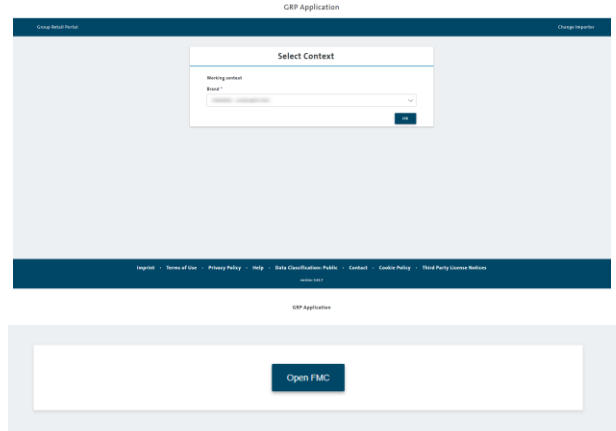 GRP Application
Group Retail Portal
Change Importer
Select Context
Working context
Brand *
OK
Imprint - Terms of Use - Privacy Policy - Help - Data Classification: Public - Contact - Cookie Policy - Third Party License Notices
GRP Application
Open FMC